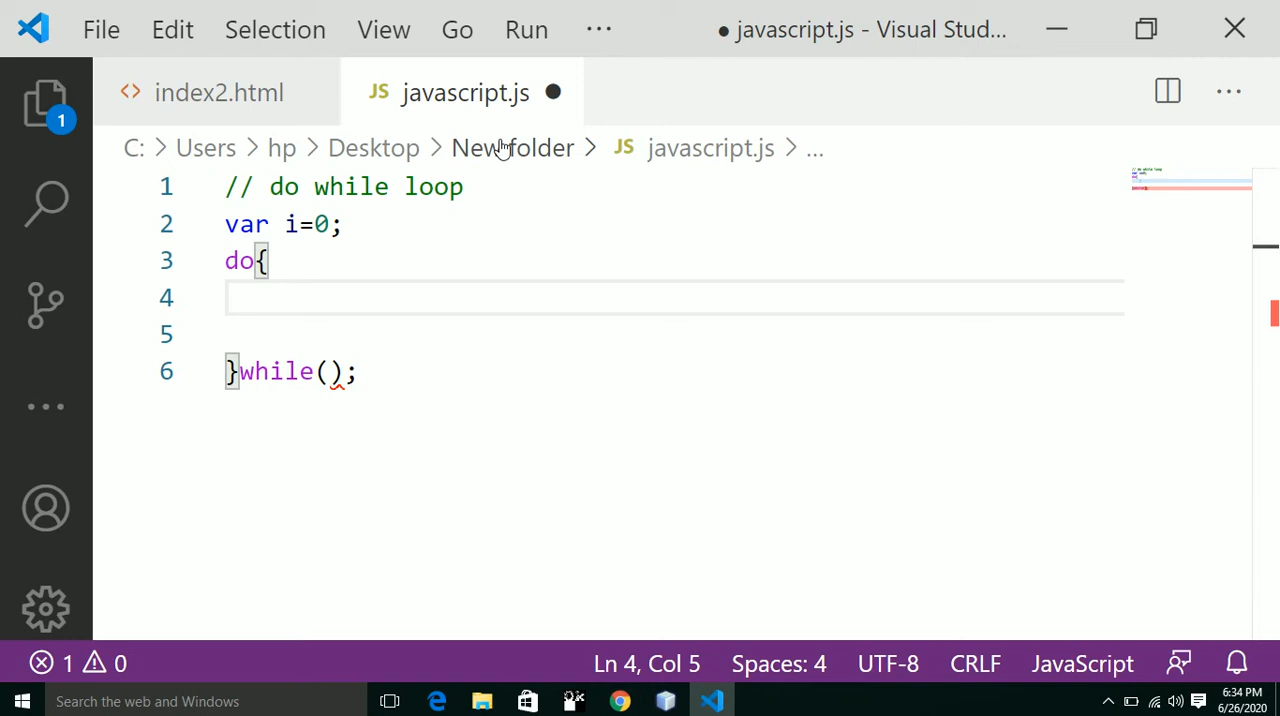 File Edit Selection View Go Run ··· ● javascript.js - Visual Stud...
index2.html JS javascript.js
1
C: > Users > hp > Desktop > New folder > JS javascript.js > ...
1 // do while loop
2 var i=0;
3 do{
4
5
6 }while();
1 0 Ln 4, Col 5 Spaces: 4 UTF-8 CRLF JavaScript
Search the web and Windows
6:34 PM
6/26/2020